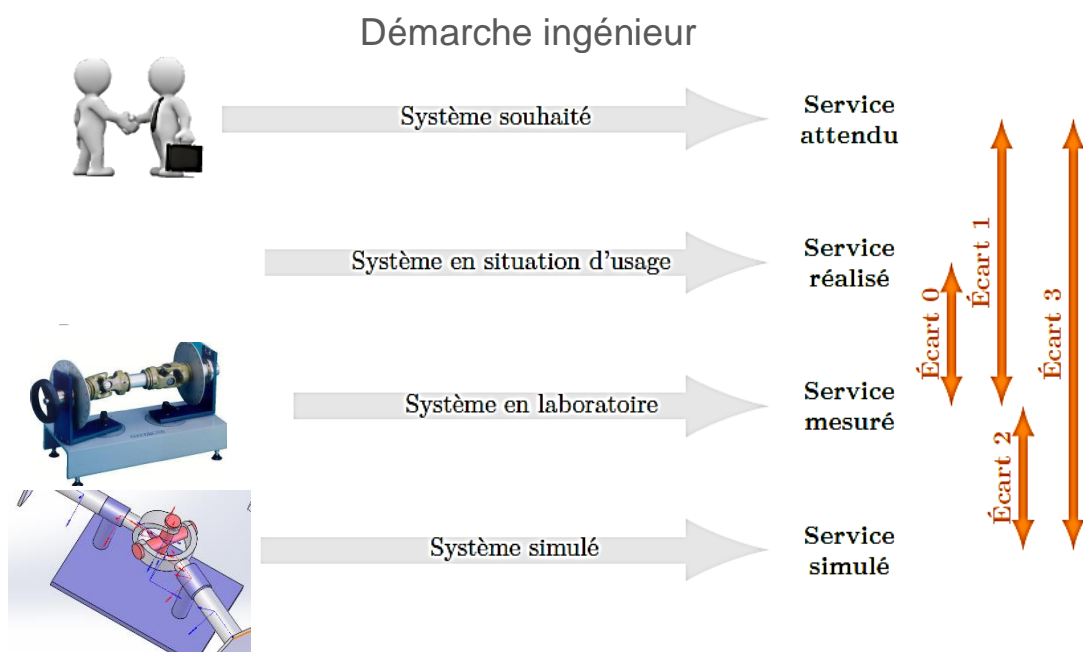 Démarche ingénieur
Système souhaité
Service
attendu
Système en situation d'usage
Service
réalisé
Écart 0
Écart 1
Écart 3
Système en laboratoire
Service
mesuré
Écart 2
Système simulé
Service
simulé